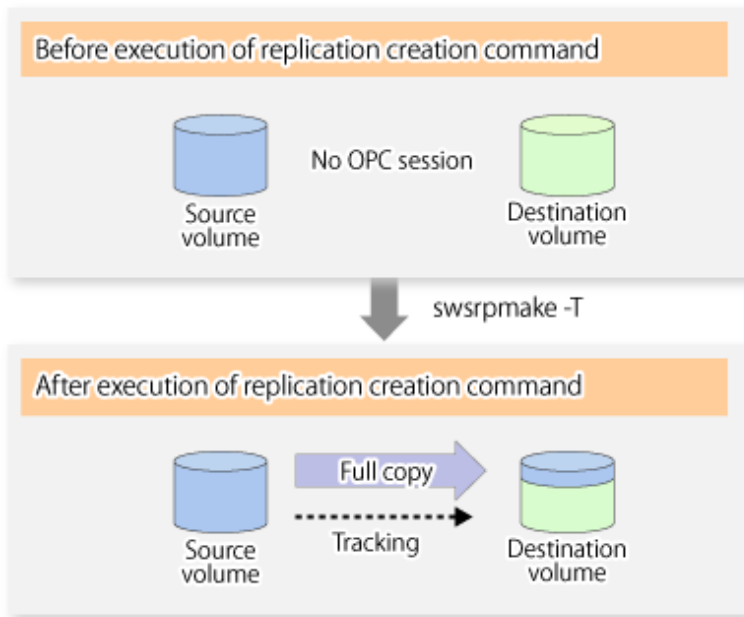 Before execution of replication creation command
No OPC session
Source
volume
Destination
volume
swsrpmake -T
After execution of replication creation command
Full copy
Tracking
Source
volume
Destination
volume